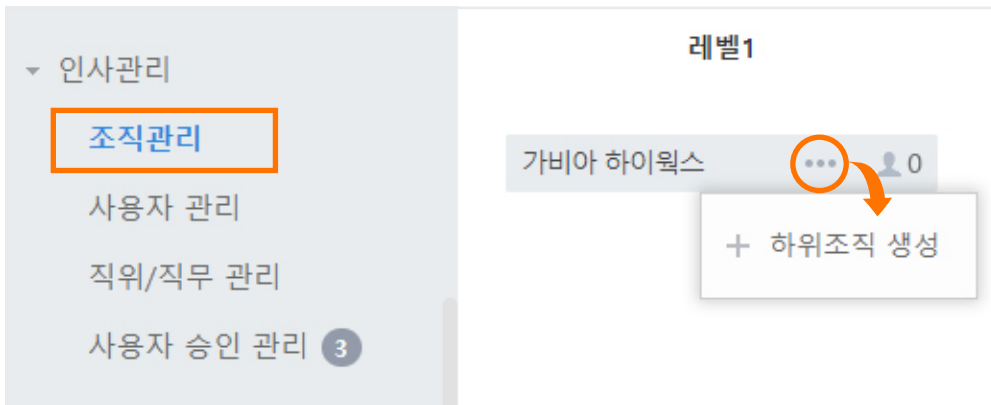 인사관리
조직관리
사용자 관리
직위/직무 관리
사용자 승인 관리 3
레벨1
가비아 하이웍스 ••• 0
+ 하위조직 생성